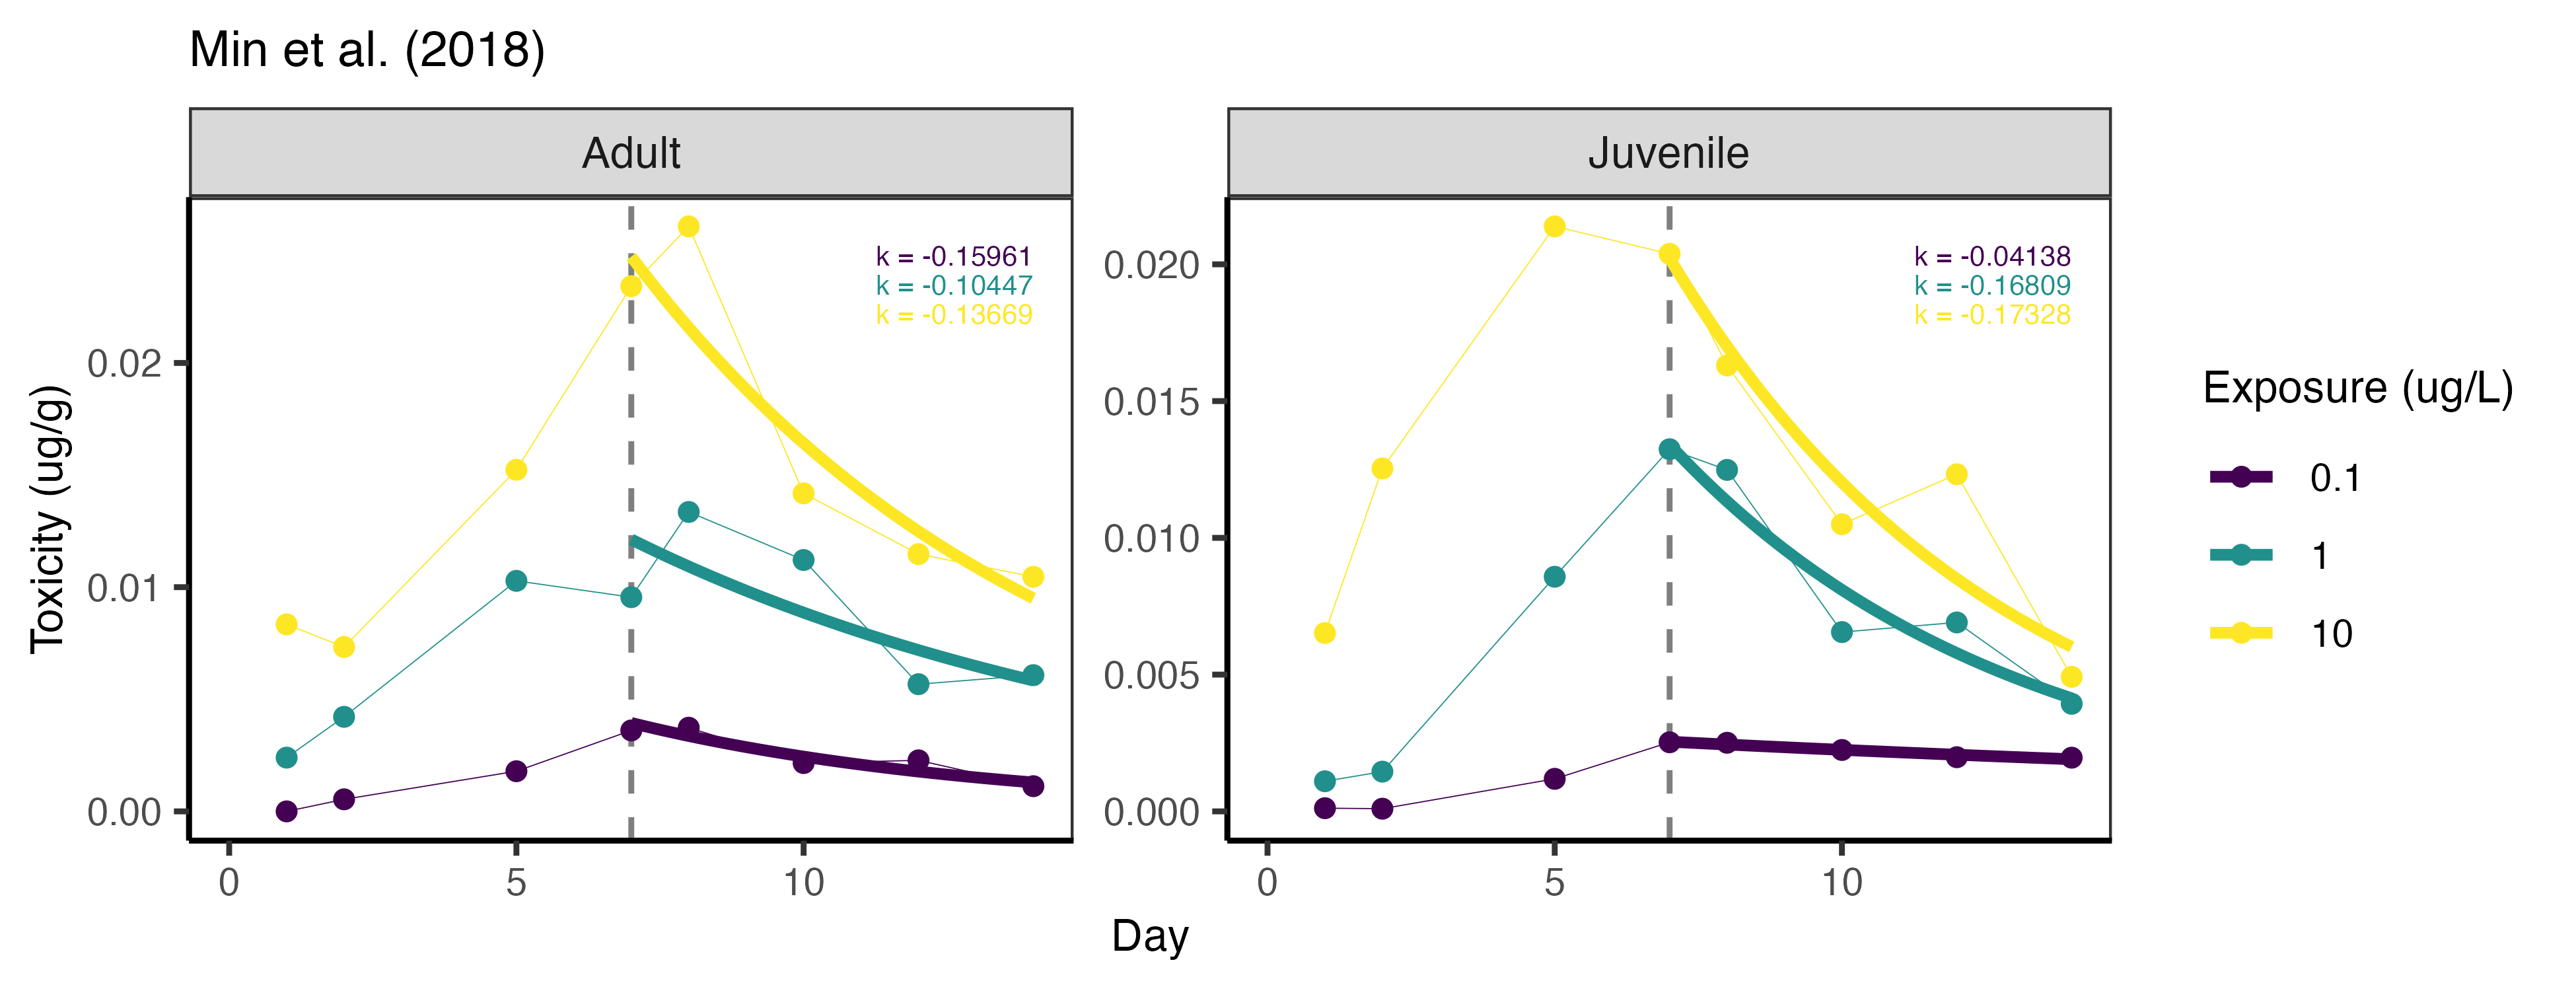 Min et al. (2018)
Adult
Juvenile
Toxicity (ug/g)
0.02
0.01
0.00
k = -0.15961
k = -0.10447
k = -0.13669
0 5 10
0.020
0.015
0.010
0.005
0.000
k = -0.04138
k = -0.16809
k = -0.17328
0 5 10
Day
Exposure (ug/L)
0.1
1
10